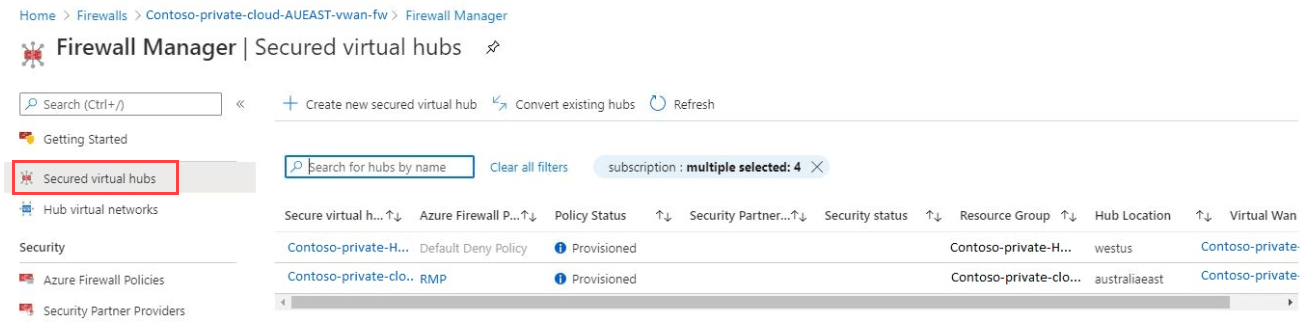 Home > Firewalls > Contoso-private-cloud-AUEAST-vwan-fw > Firewall Manager
Firewall Manager | Secured virtual hubs
Search (Ctrl+/) «
Create new secured virtual hub Convert existing hubs Refresh
Getting Started
Search for hubs by name Clear all filters subscription : multiple selected: 4
Secured virtual hubs
Hub virtual networks
Secure virtual h... Azure Firewall P... Policy Status Security Partner... Security status Resource Group Hub Location Virtual Wan
Security
Contoso-private-H... Default Deny Policy Provisioned Contoso-private-H... westus Contoso-private-
Azure Firewall Policies
Contoso-private-clo.. RMP Provisioned Contoso-private-clo... australiaeast Contoso-private-
Security Partner Providers